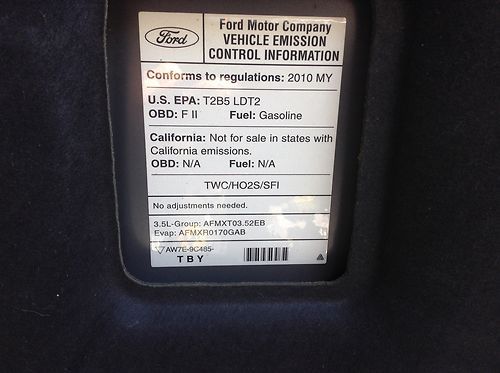 Ford
Ford Motor Company
VEHICLE EMISSION
CONTROL INFORMATION
Conforms to regulations: 2010 MY
U.S. EPA: T2B5 LDT2
OBD: F II Fuel: Gasoline
California: Not for sale in states with
California emissions.
OBD: N/A Fuel: N/A
TWC/HO2S/SFI
No adjustments needed.
3.5L-Group: AFMXT03.52EB
Evap: AFMXR0170GAB
AW7E-9C485-
TBY